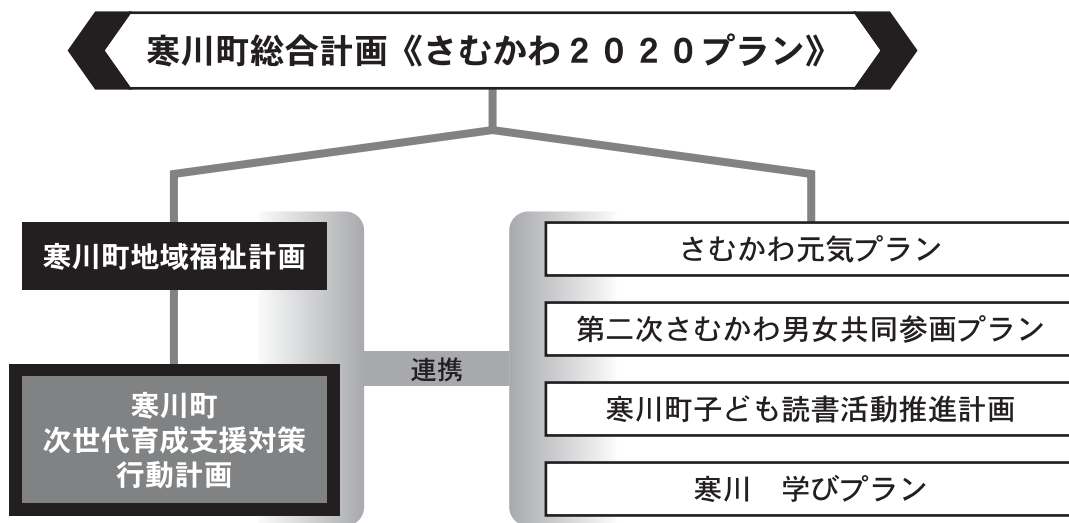 寒川町総合計画《さむかわ２０２０プラン》
寒川町地域福祉計画
寒川町
次世代育成支援対策
行動計画
連携
さむかわ元気プラン
第二次さむかわ男女共同参画プラン
寒川町子ども読書活動推進計画
寒川　学びプラン